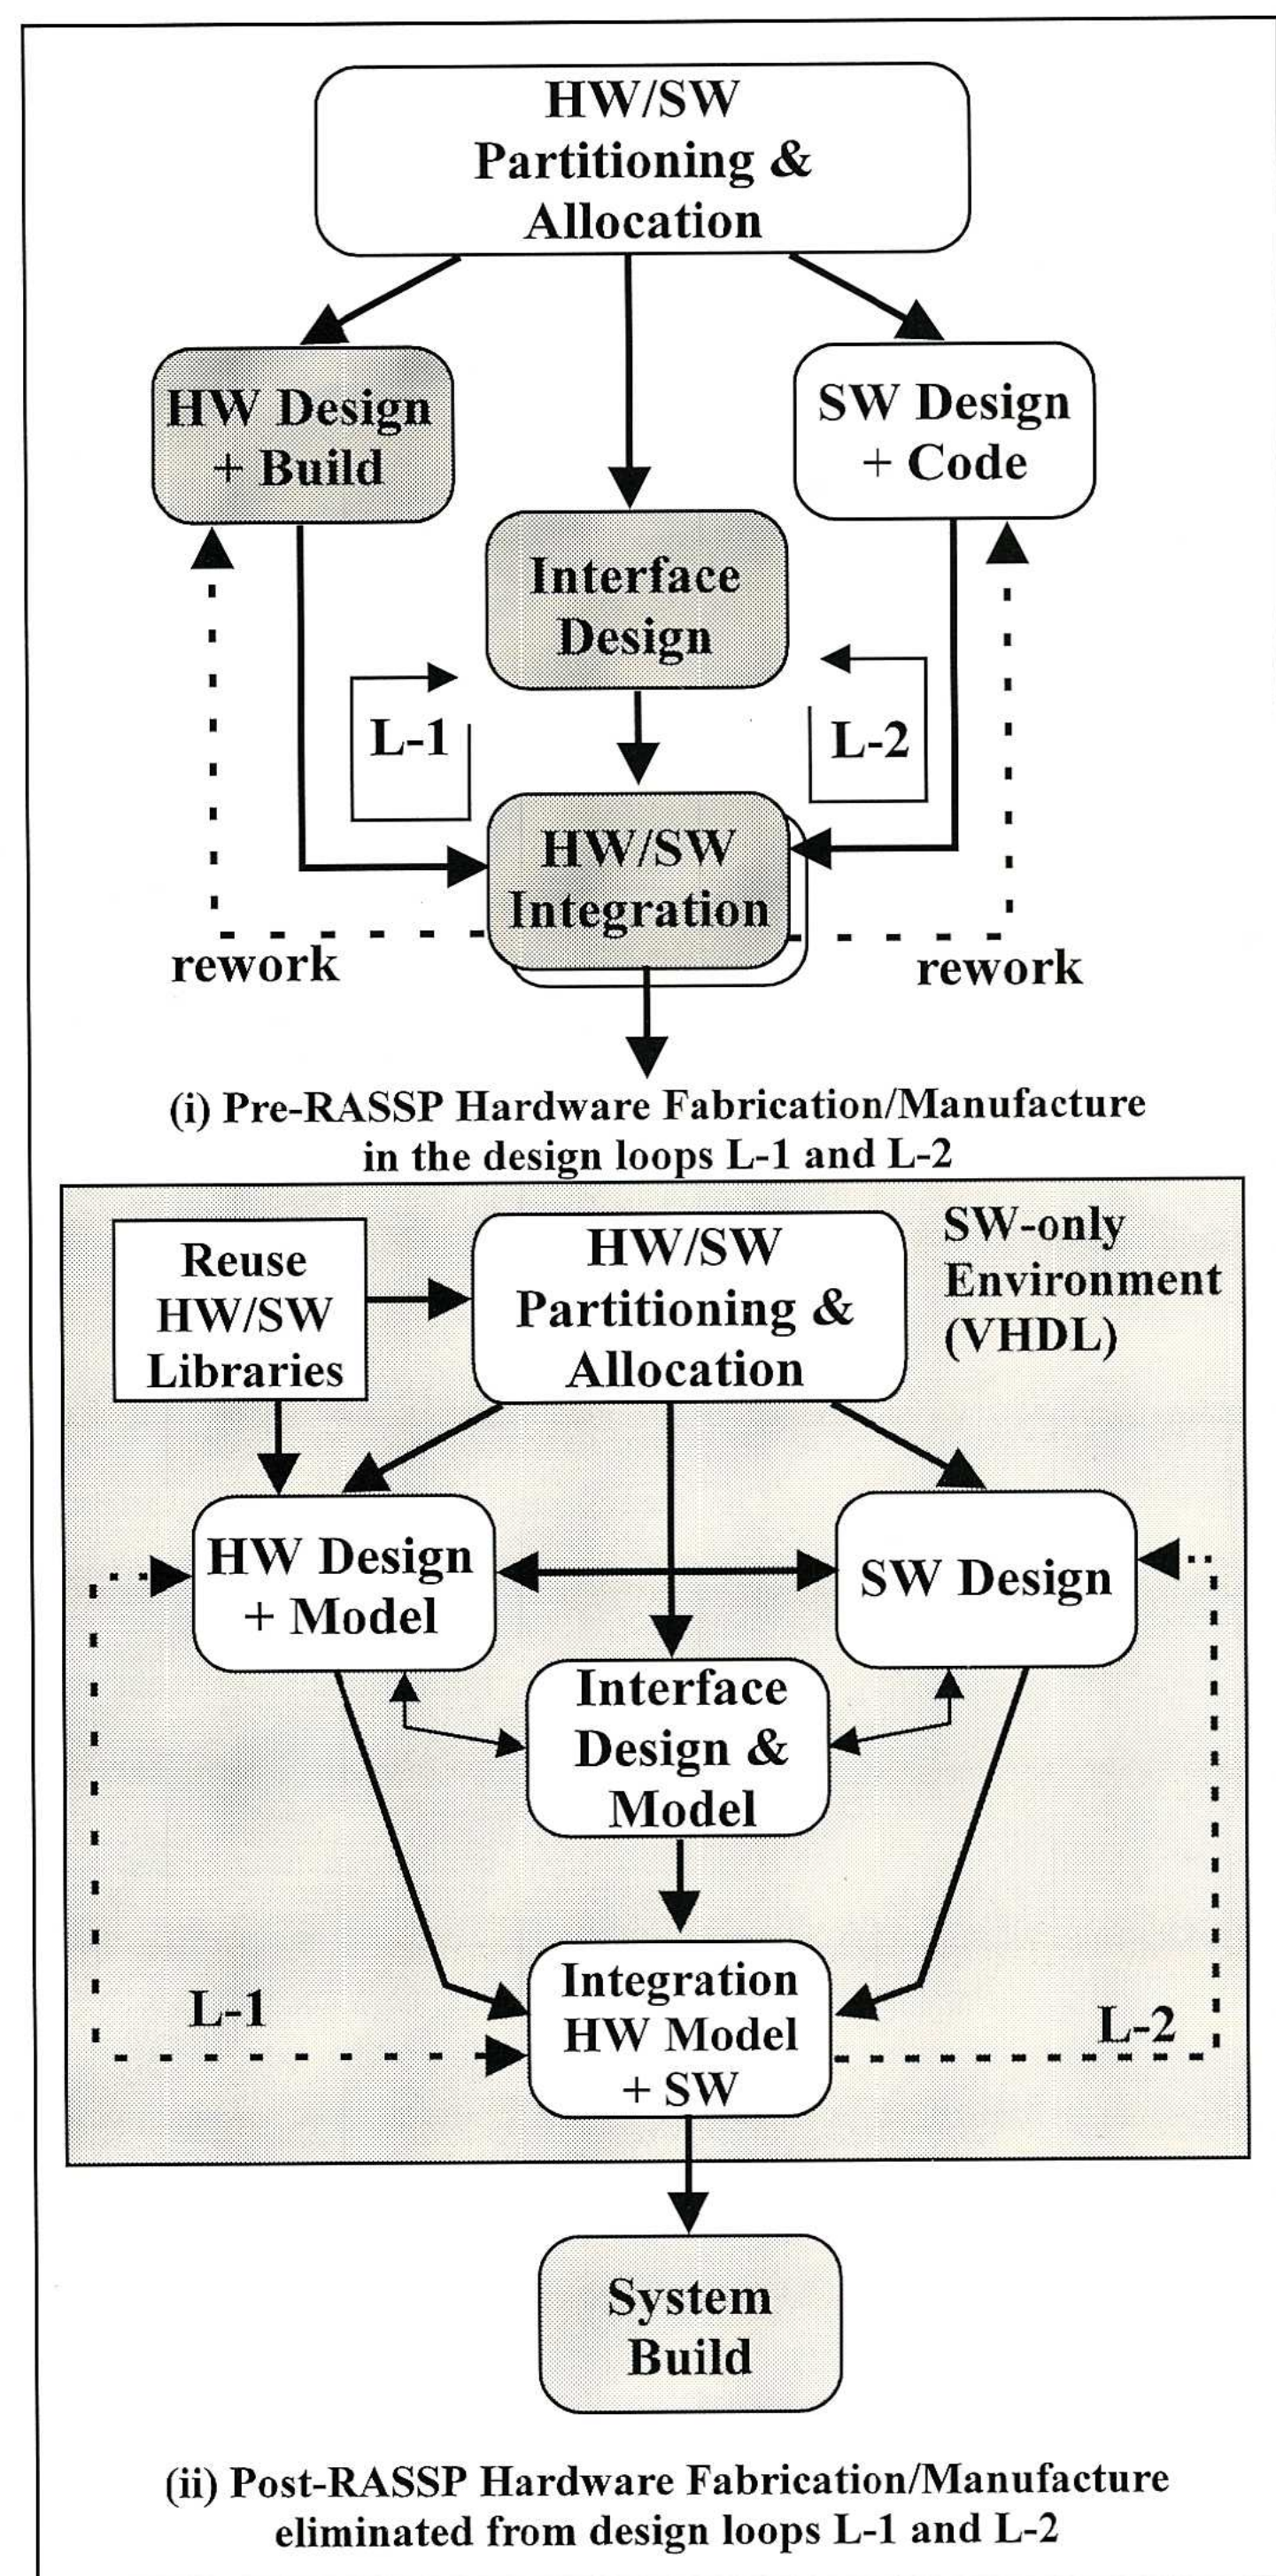 HW/SW
Partitioning &
Allocation
HW Design
+ Build
SW Design
+ Code
Interface
Design
L-1
L-2
HW/SW
Integration
rework
rework
(i) Pre-RASSP Hardware Fabrication/Manufacture
in the design loops L-1 and L-2
Reuse
HW/SW
Libraries
HW/SW
Partitioning &
Allocation
SW-only
Environment
(VHDL)
HW Design
+ Model
SW Design
Interface
Design &
Model
L-1
Integration
HW Model
+ SW
L-2
System
Build
(ii) Post-RASSP Hardware Fabrication/Manufacture
eliminated from design loops L-1 and L-2